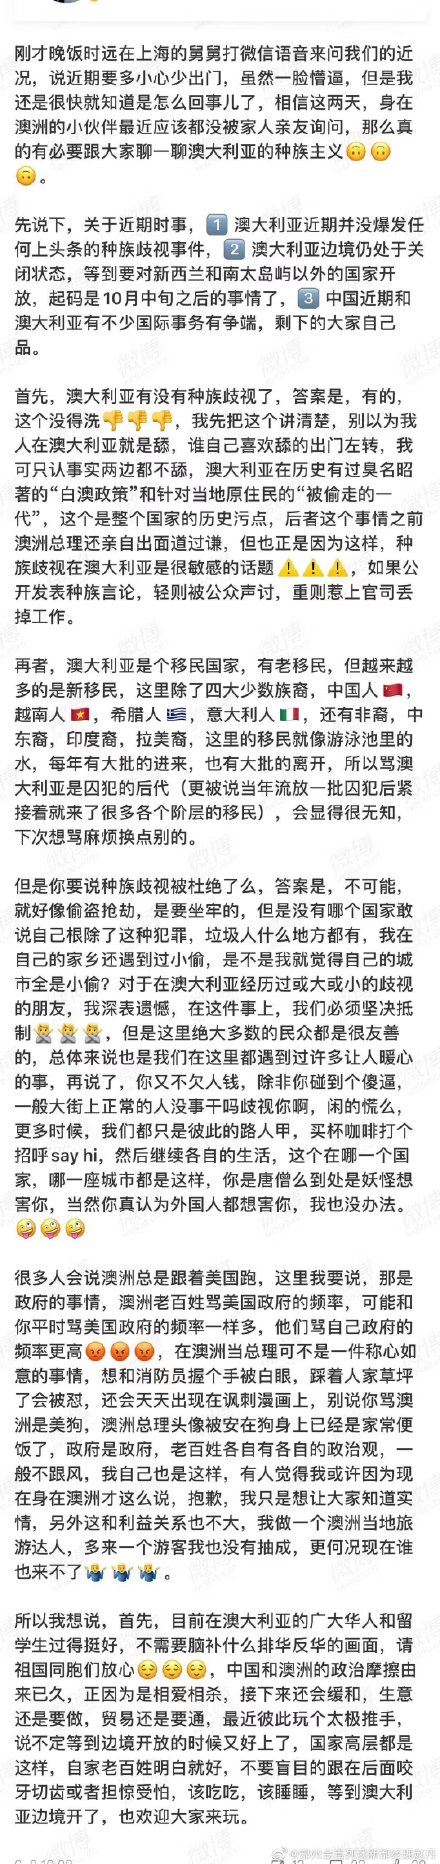 刚才晚饭时远在上海的舅舅打微信语音来问我们的近
况，说近期要多小心少出门，虽然一脸懵逼，但是我
还是很快就知道是怎么回事儿了，相信这两天，身在
澳洲的小伙伴最近应该都没被家人亲友询问，那么真
的有必要跟大家聊一聊澳大利亚的种族主义🙃🙃
🙃。
先说下，关于近期时事，1️⃣ 澳大利亚近期并没爆发任
何上头条的种族歧视事件，2️⃣ 澳大利亚边境仍处于关
闭状态，等到要对新西兰和南太岛屿以外的国家开
放，起码是10月中旬之后的事情了，3️⃣ 中国近期和
澳大利亚有不少国际事务有争端，剩下的大家自己
品。
首先，澳大利亚有没有种族歧视了，答案是，有的，
这个没得洗👎👎👎，我先把这个讲清楚，别以为我
人在澳大利亚就是舔，谁自己喜欢舔的出门左转，我
可只认事实两边都不舔，澳大利亚在历史有过臭名昭
著的“白澳政策”和针对当地原住民的“被偷走的一
代”，这个是整个国家的历史污点，后者这个事情之前
澳洲总理还亲自出面道过谦，但也正是因为这样，种
族歧视在澳大利亚是很敏感的话题⚠️⚠️⚠️，如果公
开发表种族言论，轻则被公众声讨，重则惹上官司丢
掉工作。
再者，澳大利亚是个移民国家，有老移民，但越来越
多的是新移民，这里除了四大少数族裔，中国人🇨🇳，
越南人🇻🇳，希腊人🇬🇷，意大利人🇮🇹，还有非裔，中
东裔，印度裔，拉美裔，这里的移民就像游泳池里的
水，每年有大批的进来，也有大批的离开，所以骂澳
大利亚是囚犯的后代（更被说当年流放一批囚犯后紧
接着就来了很多各个阶层的移民），会显得很无知，
下次想骂麻烦换点别的。
但是你要说种族歧视被杜绝了么，答案是，不可能，
就好像偷盗抢劫，是要坐牢的，但是没有哪个国家敢
说自己根除了这种犯罪，垃圾人什么地方都有，我在
自己的家乡还遇到过小偷，是不是我就觉得自己的城
市全是小偷？对于在澳大利亚经历过或大或小的歧视
的朋友，我深表遗憾，在这件事上，我们必须坚决抵
制🙅🙅🙅，但是这里绝大多数的民众都是很友善
的，总体来说也是我们在这里都遇到过许多让人暖心
的事，再说了，你又不欠人钱，除非你碰到个傻逼，
一般大街上正常的人没事干吗歧视你啊，闲的慌么，
更多时候，我们都只是彼此的路人甲，买杯咖啡打个
招呼say hi，然后继续各自的生活，这个在哪一个国
家，哪一座城市都是这样，你是唐僧么到处是妖怪想
害你，当然你真认为外国人都想害你，我也没办法。
🤪🤪🤪
很多人会说澳洲总是跟着美国跑，这里我要说，那是
政府的事情，澳洲老百姓骂美国政府的频率，可能和
你平时骂美国政府的频率一样多，他们骂自己政府的
频率更高😡😡😡，在澳洲当总理可不是一件称心如
意的事情，想和消防员握个手被白眼，踩着人家草坪
了会被怼，还会天天出现在讽刺漫画上，别说你骂澳
洲是美狗，澳洲总理头像被安在狗身上已经是家常便
饭了，政府是政府，老百姓各自有各自的政治观，一
般不跟风，我自己也是这样，有人觉得我或许因为现
在身在澳洲才这么说，抱歉，我只是想让大家知道实
情，另外这和利益关系也不大，我做一个澳洲当地旅
游达人，多来一个游客我也没有抽成，更何况现在谁
也来不了🤷‍♂️🤷‍♂️🤷‍♂️。
所以我想说，首先，目前在澳大利亚的广大华人和留
学生过得挺好，不需要脑补什么排华反华的画面，请
祖国同胞们放心😌😌😌，中国和澳洲的政治摩擦由
来已久，正因为是相爱相杀，接下来还会缓和，生意
还是要做，贸易还是要通，最近彼此玩个太极推手，
说不定等到边境开放的时候又好上了，国家高层都是
这样，自家老百姓明白就好，不要盲目的跟在后面咬
牙切齿或者担惊受怕，该吃吃，该睡睡，等到澳大利
亚边境开了，也欢迎大家来玩。